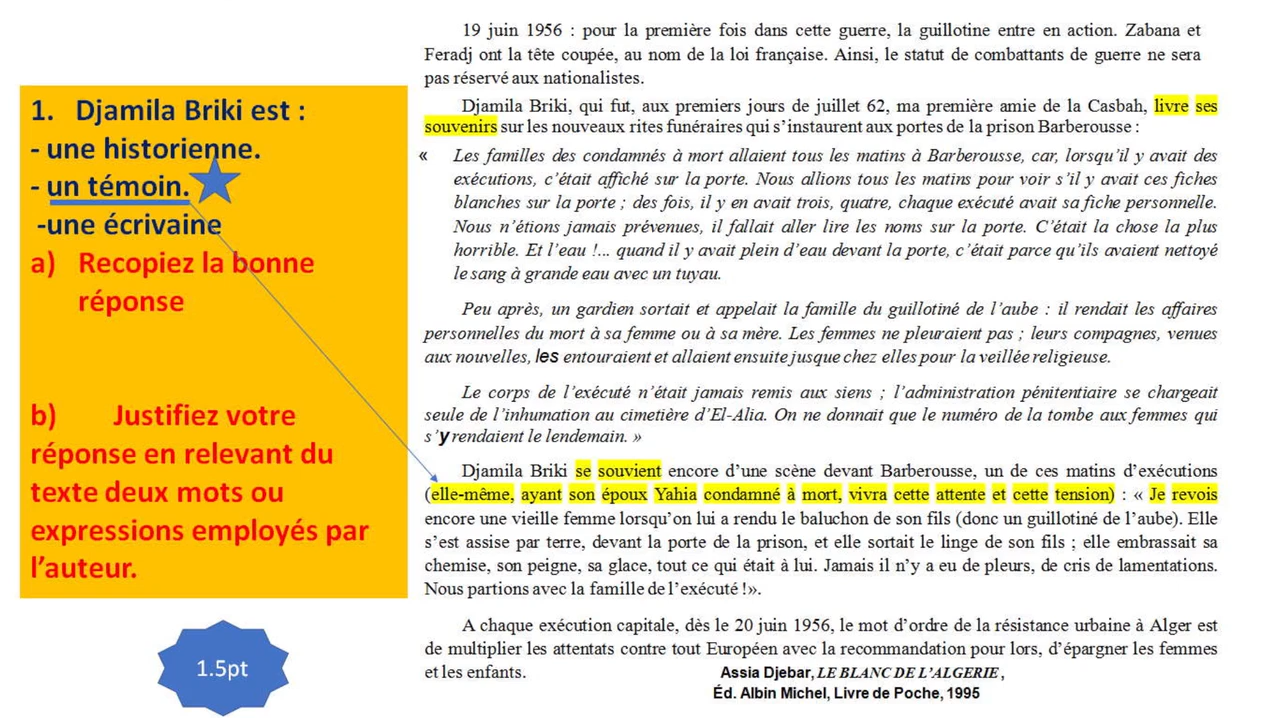 1. Djamila Briki est :
- une historienne.
- un témoin.
-une écrivaine
a) Recopiez la bonne
réponse
b) Justifiez votre
réponse en relevant du
texte deux mots ou
expressions employés par
l’auteur.
1.5pt
19 juin 1956 : pour la première fois dans cette guerre, la guillotine entre en action. Zabana et
Feradj ont la tête coupée, au nom de la loi française. Ainsi, le statut de combattants de guerre ne sera
pas réservé aux nationalistes.
Djamila Briki, qui fut, aux premiers jours de juillet 62, ma première amie de la Casbah, livre ses
souvenirs sur les nouveaux rites funéraires qui s’instaurent aux portes de la prison Barberousse :
« Les familles des condamnés à mort allaient tous les matins à Barberousse, car, lorsqu’il y avait des
exécutions, c’était affiché sur la porte. Nous allions tous les matins pour voir s’il y avait ces fiches
blanches sur la porte ; des fois, il y en avait trois, quatre, chaque exécuté avait sa fiche personnelle.
Nous n’étions jamais prévenues, il fallait aller lire les noms sur la porte. C’était la chose la plus
horrible. Et l’eau !... quand il y avait plein d’eau devant la porte, c’était parce qu’ils avaient nettoyé
le sang à grande eau avec un tuyau.
Peu après, un gardien sortait et appelait la famille du guillotiné de l’aube : il rendait les affaires
personnelles du mort à sa femme ou à sa mère. Les femmes ne pleuraient pas ; leurs compagnes, venues
aux nouvelles, les entouraient et allaient ensuite jusque chez elles pour la veillée religieuse.
Le corps de l’exécuté n’était jamais remis aux siens ; l’administration pénitentiaire se chargeait
seule de l’inhumation au cimetière d’El-Alia. On ne donnait que le numéro de la tombe aux femmes qui
s’y rendaient le lendemain. »
Djamila Briki se souvient encore d’une scène devant Barberousse, un de ces matins d’exécutions
(elle-même, ayant son époux Yahia condamné à mort, vivra cette attente et cette tension) : « Je revois
encore une vieille femme lorsqu’on lui a rendu le baluchon de son fils (donc un guillotiné de l’aube). Elle
s’est assise par terre, devant la porte de la prison, et elle sortait le linge de son fils ; elle embrassait sa
chemise, son peigne, sa glace, tout ce qui était à lui. Jamais il n’y a eu de pleurs, de cris de lamentations.
Nous partions avec la famille de l’exécuté !».
A chaque exécution capitale, dès le 20 juin 1956, le mot d’ordre de la résistance urbaine à Alger est
de multiplier les attentats contre tout Européen avec la recommandation pour lors, d’épargner les femmes
et les enfants.
Assia Djebar, LE BLANC DE L’ALGERIE ,
Éd. Albin Michel, Livre de Poche, 1995